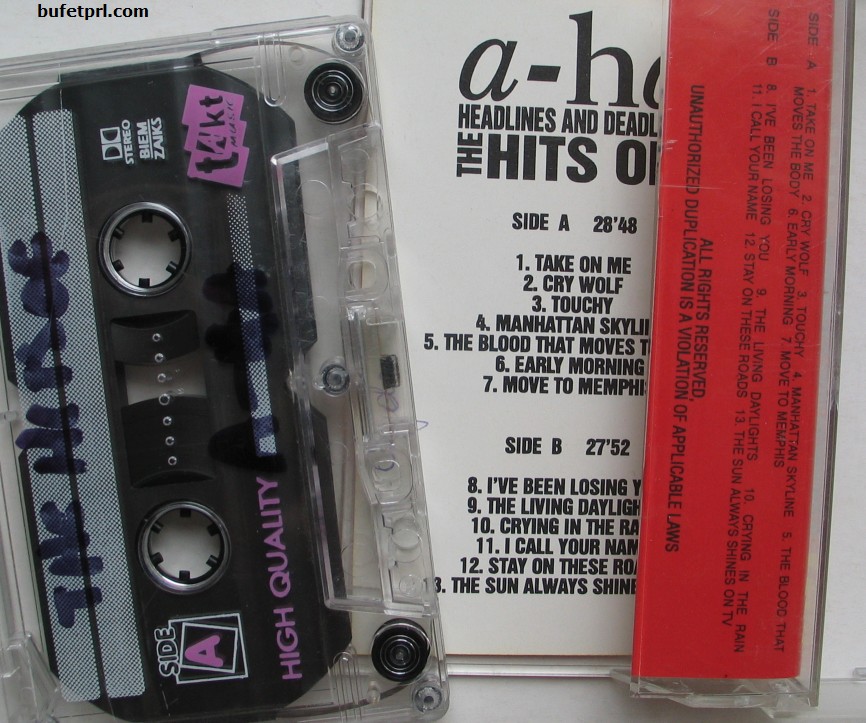 bufetprl.com
STEREO
BIEM
ZAIKS
t4kt
MUSIC
THE
HIGH QUALITY
SIDE
A
a-ha
HEADLINES AND DEADL
THE HITS OF
SIDE A 28'48
1. TAKE ON ME
2. CRY WOLF
3. TOUCHY
4. MANHATTAN SKYLI
5. THE BLOOD THAT MOVES T
6. EARLY MORNING
7. MOVE TO MEMPHI
SIDE B 27'52
8. I'VE BEEN LOSING Y
9. THE LIVING DAYLIGH
10. CRYING IN THE RA
11. I CALL YOUR NAM
12. STAY ON THESE ROA
13. THE SUN ALWAYS SHINE
SIDE A 1. TAKE ON ME 2. CRY WOLF 3. TOUCHY 4. MANHATTAN SKYLINE 5. THE BLOOD THAT
MOVES THE BODY 6. EARLY MORNING 7. MOVE TO MEMPHIS
SIDE B 8. I'VE BEEN LOSING YOU 9. THE LIVING DAYLIGHTS 10. CRYING IN THE RAIN
11. I CALL YOUR NAME 12. STAY ON THESE ROADS 13. THE SUN ALWAYS SHINES ON TV
ALL RIGHTS RESERVED,
UNAUTHORIZED DUPLICATION IS A VIOLATION OF APPLICABLE LAWS